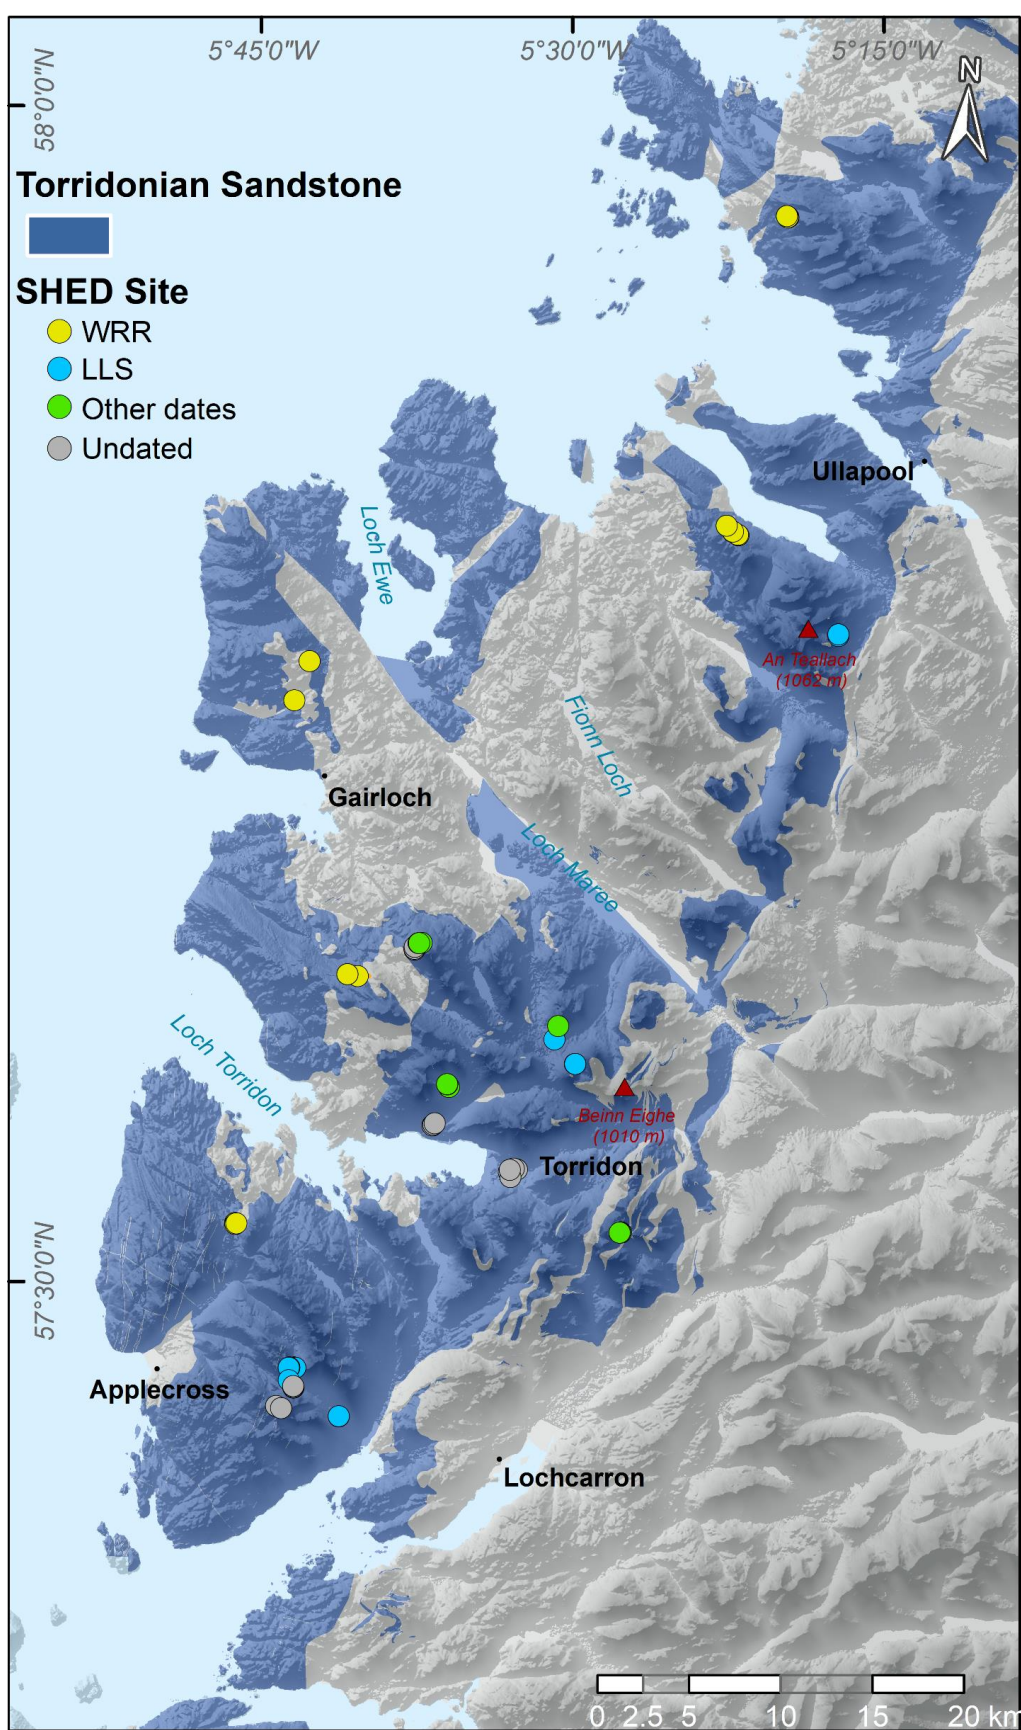 5°45'0"W 5°30'0"W 5°15'0"W
58°0'0"N
N
Torridonian Sandstone
SHED Site
WRR
LLS
Other dates
Undated
Ullapool
Loch Ewe
An Teallach
(1062 m)
Fionn Loch
Gairloch
Loch Maree
Loch Torridon
Beinn Eighe
(1010 m)
Torridon
57°30'0"N
Applecross
Lochcarron
0 2.5 5 10 15 20 km